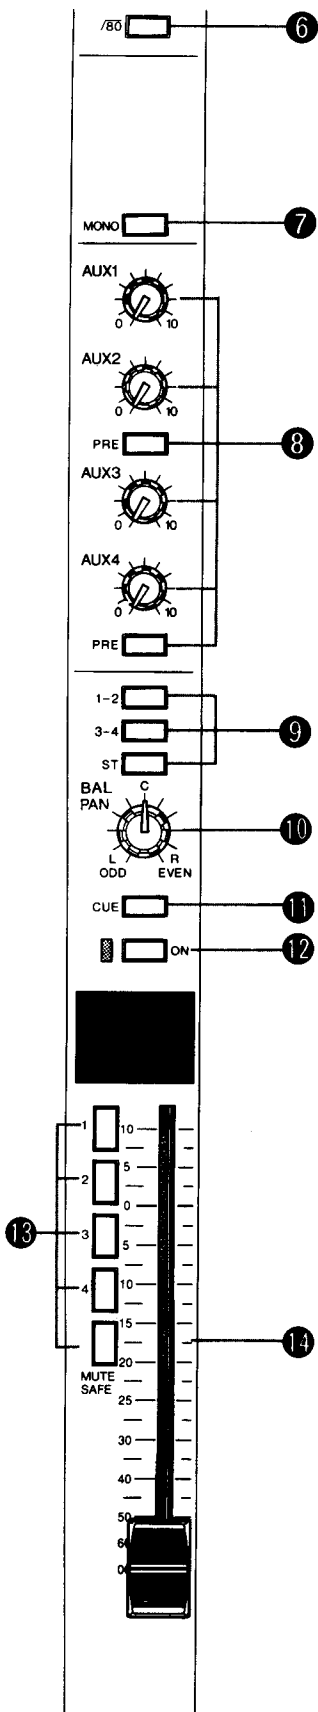 /80 6
MONO 7
AUX1
0 10
AUX2
0 10
PRE 8
AUX3
0 10
AUX4
0 10
PRE
1-2
3-4 9
ST
BAL C
PAN 10
L R
ODD EVEN
CUE 11
ON 12
1 10
5
2
0
13 3 5
4 10
15
14
20
MUTE
SAFE
25
30
40
50
60